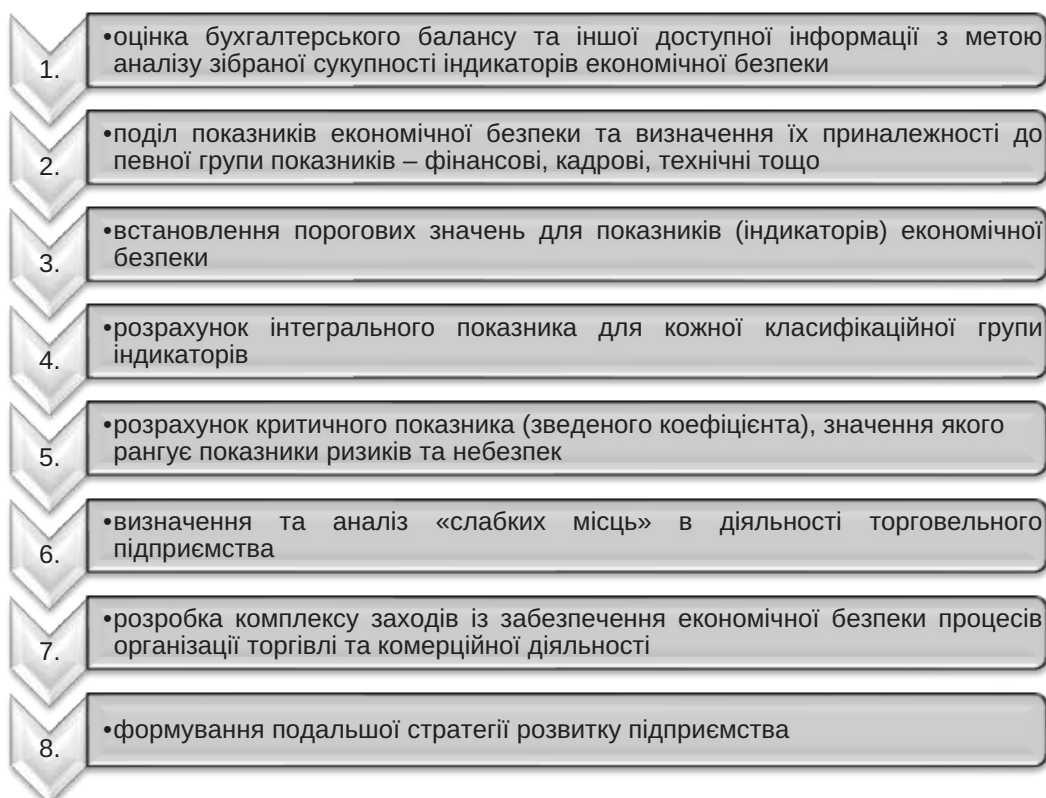 1.
•оцінка бухгалтерського балансу та іншої доступної інформації з метою
аналізу зібраної сукупності індикаторів економічної безпеки
2.
•поділ показників економічної безпеки та визначення їх приналежності до
певної групи показників – фінансові, кадрові, технічні тощо
3.
•встановлення порогових значень для показників (індикаторів) економічної
безпеки
4.
•розрахунок інтегрального показника для кожної класифікаційної групи
індикаторів
5.
•розрахунок критичного показника (зведеного коефіцієнта), значення якого
рангує показники ризиків та небезпек
6.
•визначення та аналіз «слабких місць» в діяльності торговельного
підприємства
7.
•розробка комплексу заходів із забезпечення економічної безпеки процесів
організації торгівлі та комерційної діяльності
8.
•формування подальшої стратегії розвитку підприємства